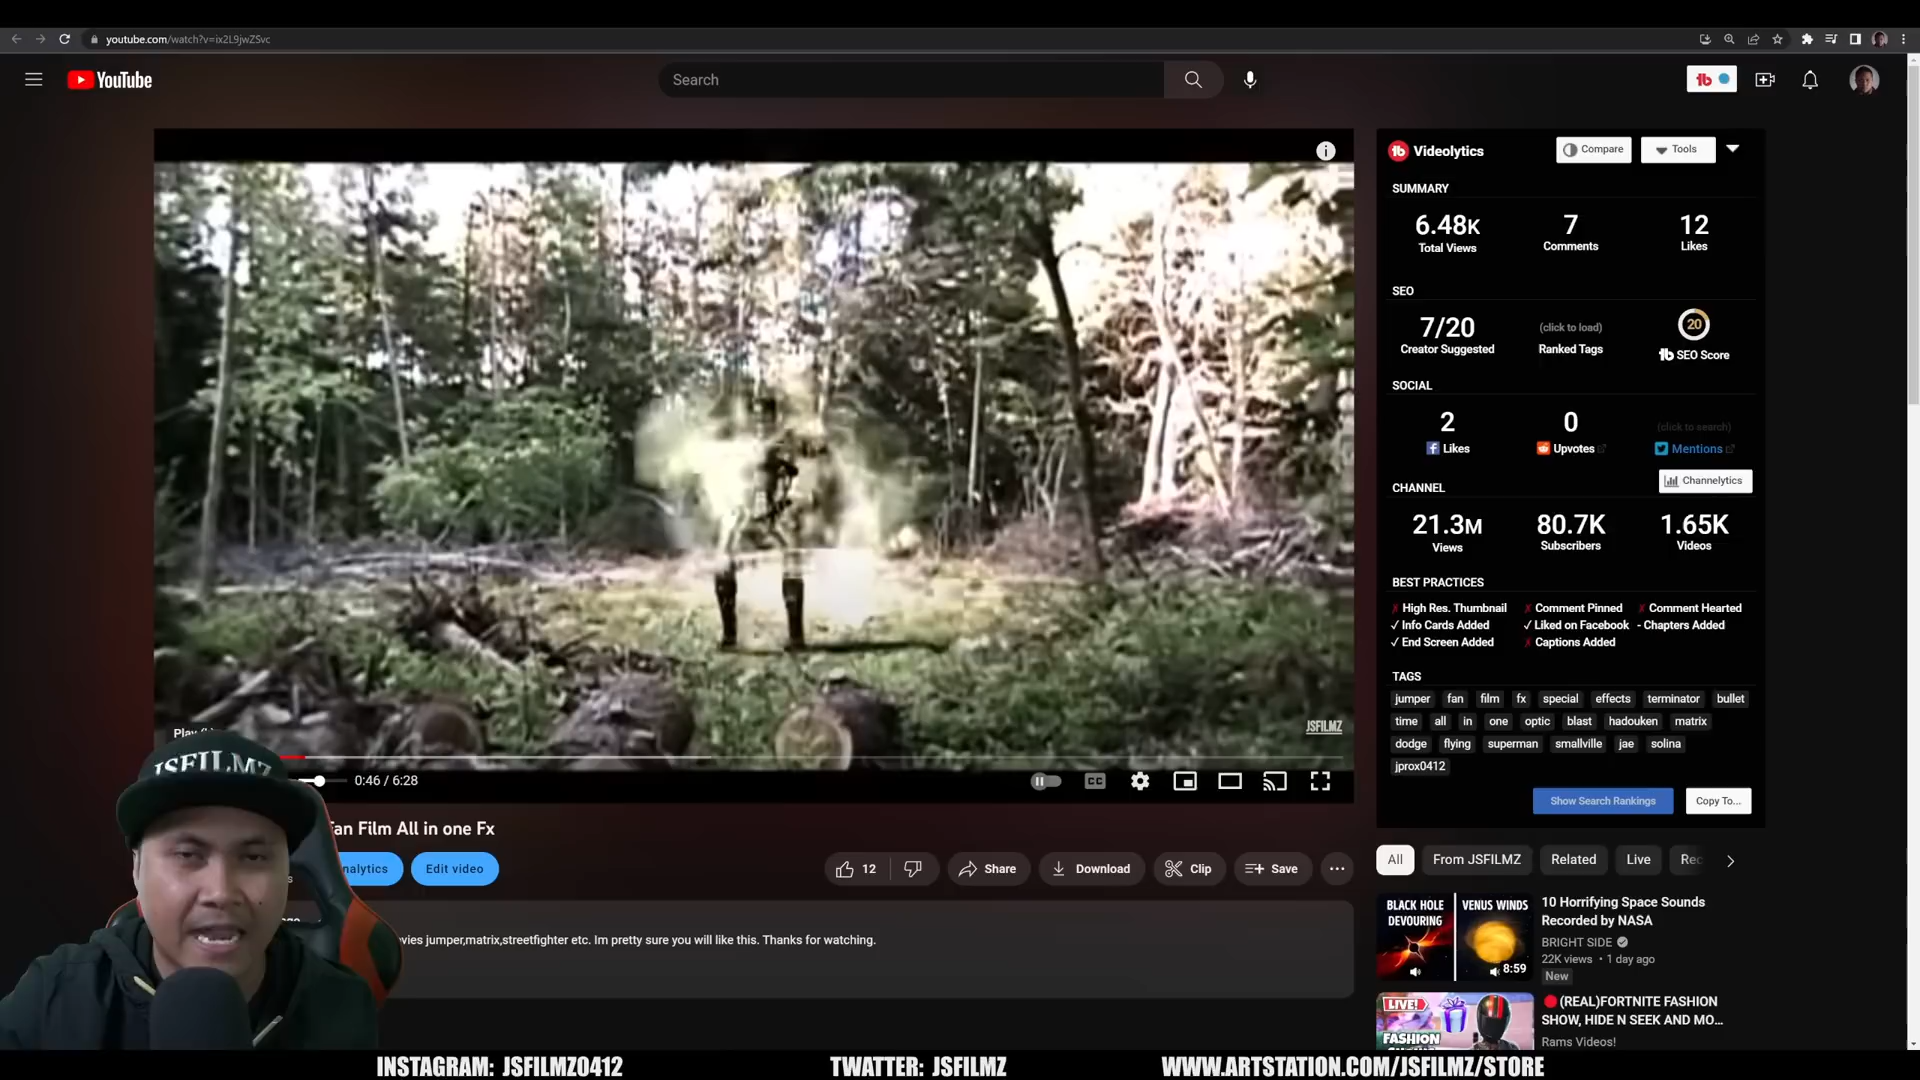 youtube.com/watch?v=ix2L9jwZSvc
YouTube
Search
Videolytics
Compare
Tools
SUMMARY
6.48K
7
12
Total Views
Comments
Likes
SEO
7/20
(click to load)
20
Creator Suggested
Ranked Tags
SEO Score
SOCIAL
2
0
(click to search)
Likes
Upvotes
Mentions
CHANNEL
Channelytics
21.3M
80.7K
1.65K
Views
Subscribers
Videos
BEST PRACTICES
✗ High Res. Thumbnail ✗ Comment Pinned ✗ Comment Hearted
✓ Info Cards Added ✓ Liked on Facebook - Chapters Added
✓ End Screen Added ✗ Captions Added
TAGS
jumper fan film fx special effects terminator bullet
time all in one optic blast hadouken matrix
dodge flying superman smallville jae solina
jprox0412
Show Search Rankings
Copy To...
JSFILMZ
Play
JSFILMZ
0:46 / 6:28
CC
Fan Film All in one Fx
nalytics
Edit video
12
Share
Download
Clip
Save
vies jumper,matrix,streetfighter etc. Im pretty sure you will like this. Thanks for watching.
All
From JSFILMZ
Related
Live
Rec
BLACK HOLE DEVOURING
VENUS WINDS
8:59
10 Horrifying Space Sounds
Recorded by NASA
BRIGHT SIDE
22K views • 1 day ago
New
LIVE!
FASHION
(REAL)FORTNITE FASHION
SHOW, HIDE N SEEK AND MO...
Rams Videos!
INSTAGRAM: JSFILMZ0412
TWATTER: JSFILMZ
WWW.ARTSTATION.COM/JSFILMZ/STORE